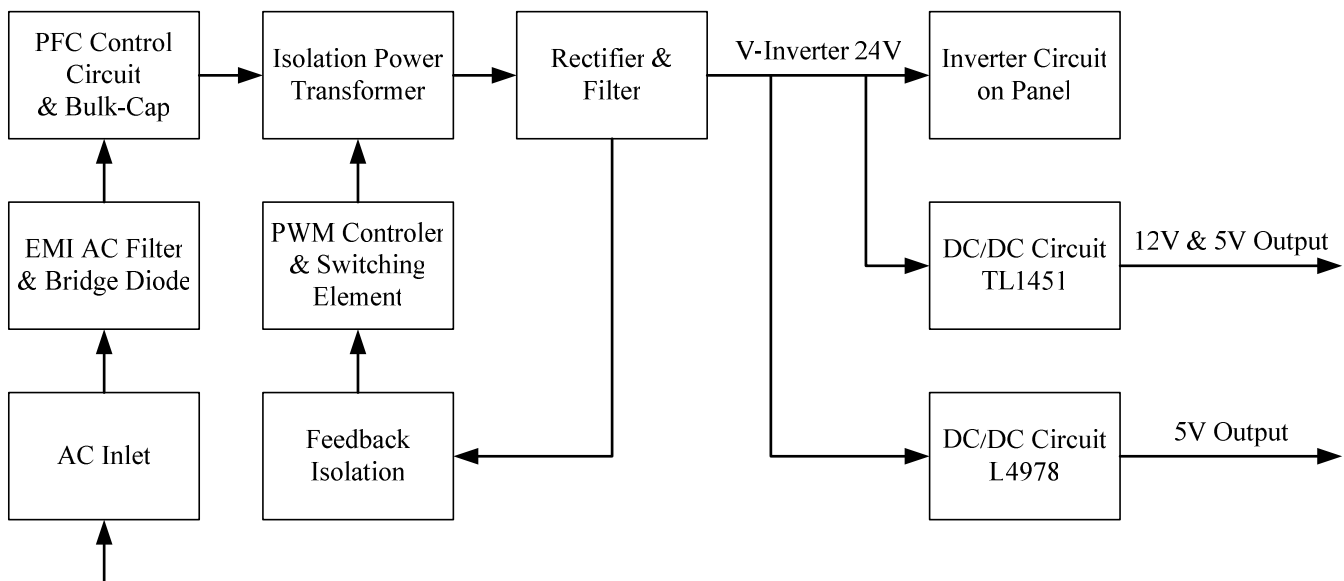 PFC Control
Circuit
& Bulk-Cap
Isolation Power
Transformer
Rectifier &
Filter
V-Inverter 24V
Inverter Circuit
on Panel
EMI AC Filter
& Bridge Diode
PWM Controler
& Switching
Element
DC/DC Circuit
TL1451
12V & 5V Output
AC Inlet
Feedback
Isolation
DC/DC Circuit
L4978
5V Output